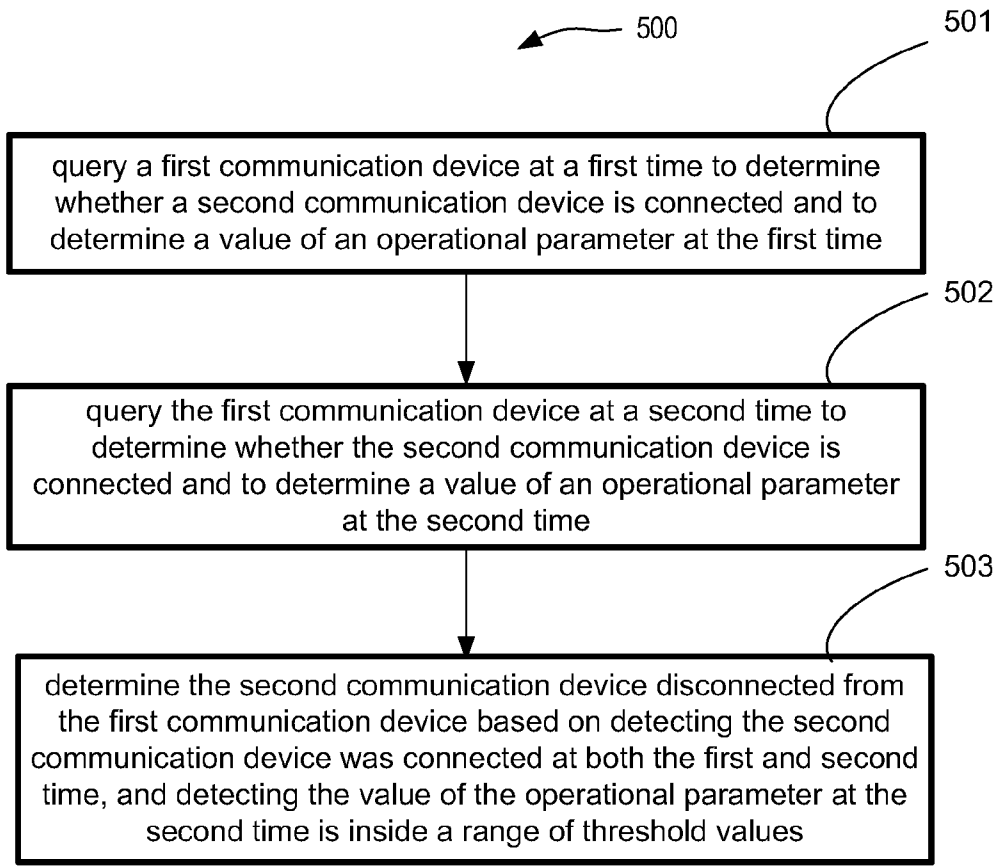 500
501
query a first communication device at a first time to determine
whether a second communication device is connected and to
determine a value of an operational parameter at the first time
502
query the first communication device at a second time to
determine whether the second communication device is
connected and to determine a value of an operational parameter
at the second time
503
determine the second communication device disconnected from
the first communication device based on detecting the second
communication device was connected at both the first and second
time, and detecting the value of the operational parameter at the
second time is inside a range of threshold values